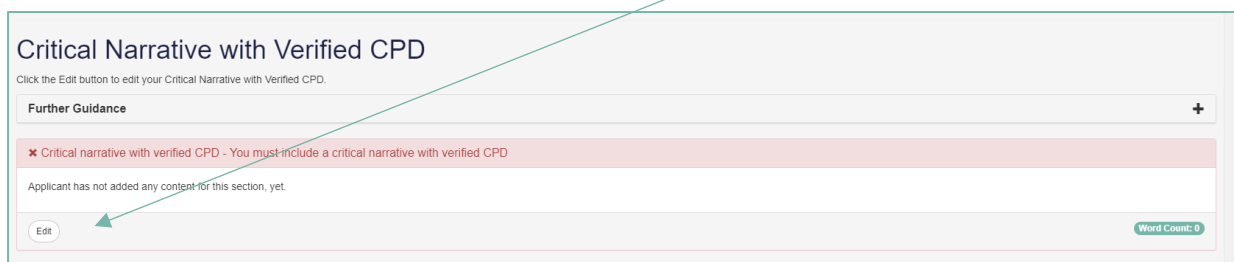 Critical Narrative with Verified CPD
Click the Edit button to edit your Critical Narrative with Verified CPD.
Further Guidance
Critical narrative with verified CPD - You must include a critical narrative with verified CPD
Applicant has not added any content for this section, yet.
Edit
Word Count: 0